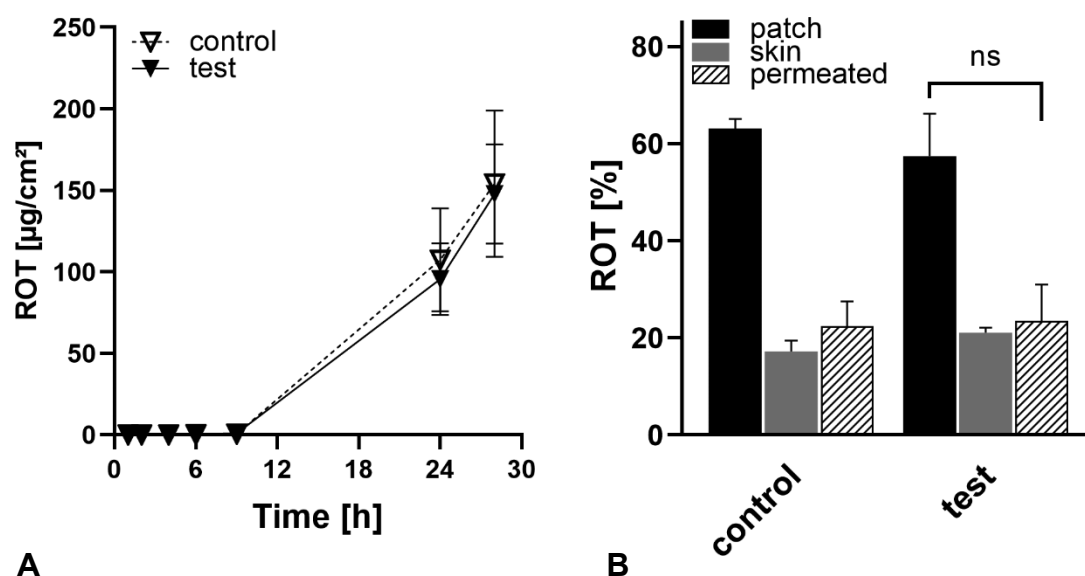 250
200
150
100
50
0
ROT [µg/cm²]
control
test
0 6 12 18 24 30
Time [h]
A
80
60
40
20
0
ROT [%]
patch
skin
permeated
ns
control
test
B